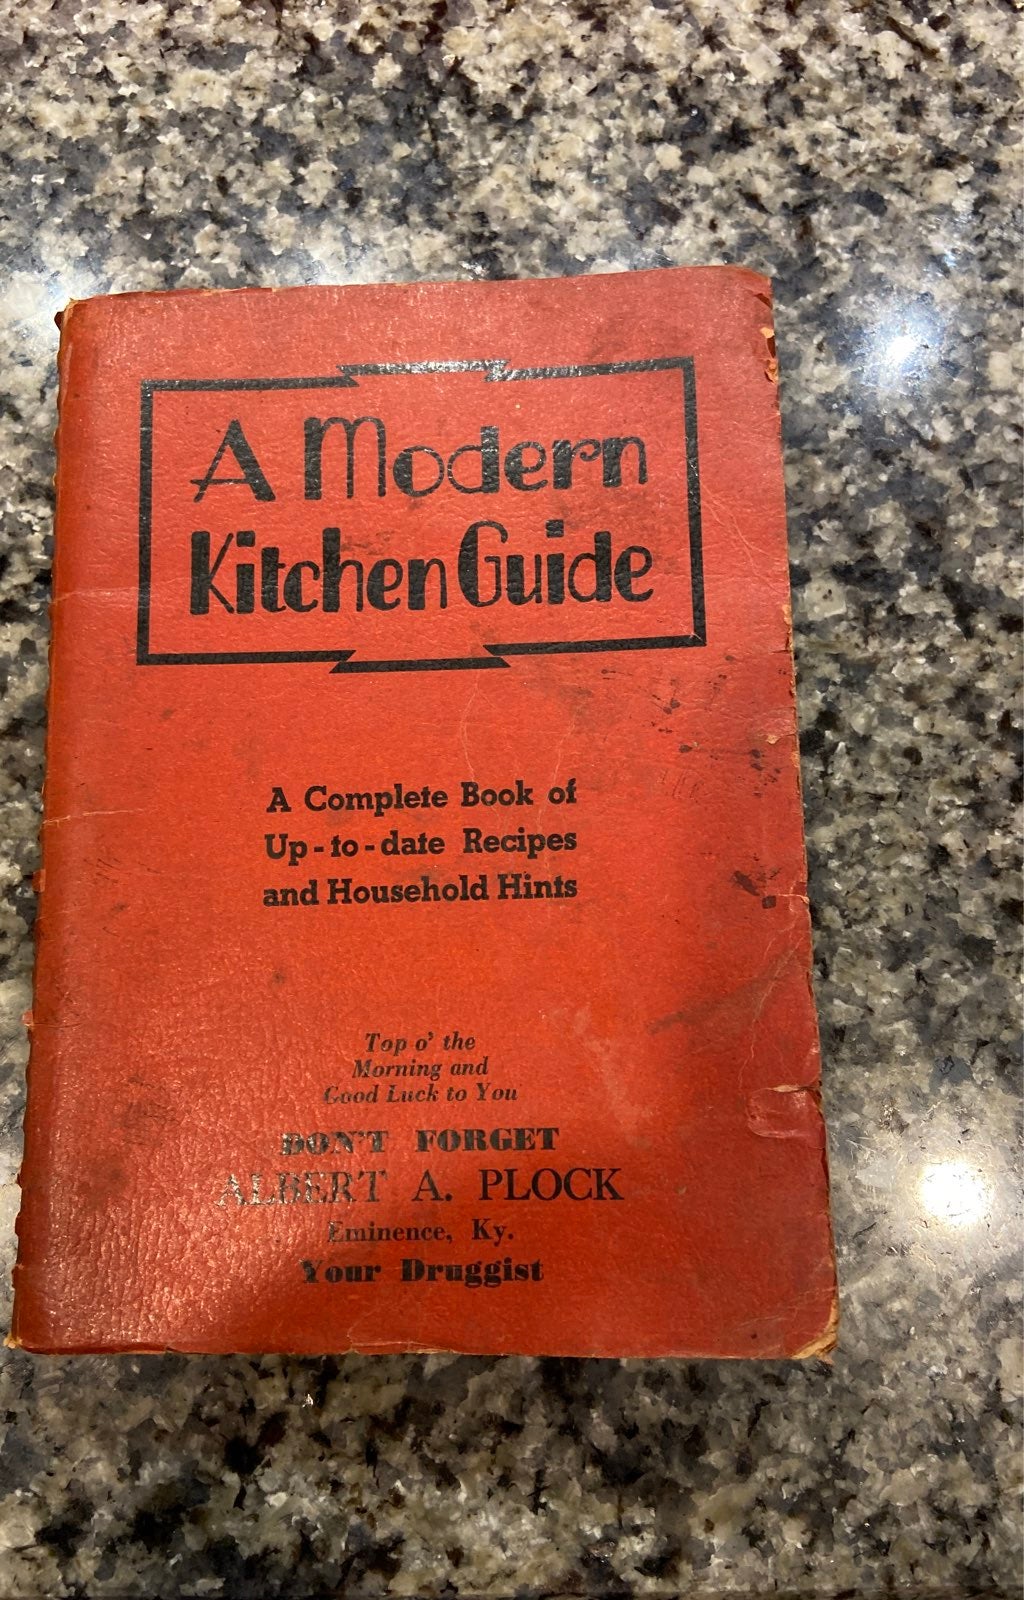 A Modern
Kitchen Guide
A Complete Book of
Up-to-date Recipes
and Household Hints
Top o' the
Morning and
Good Luck to You
DON'T FORGET
ALBERT A. PLOCK
Eminence, Ky.
Your Druggist